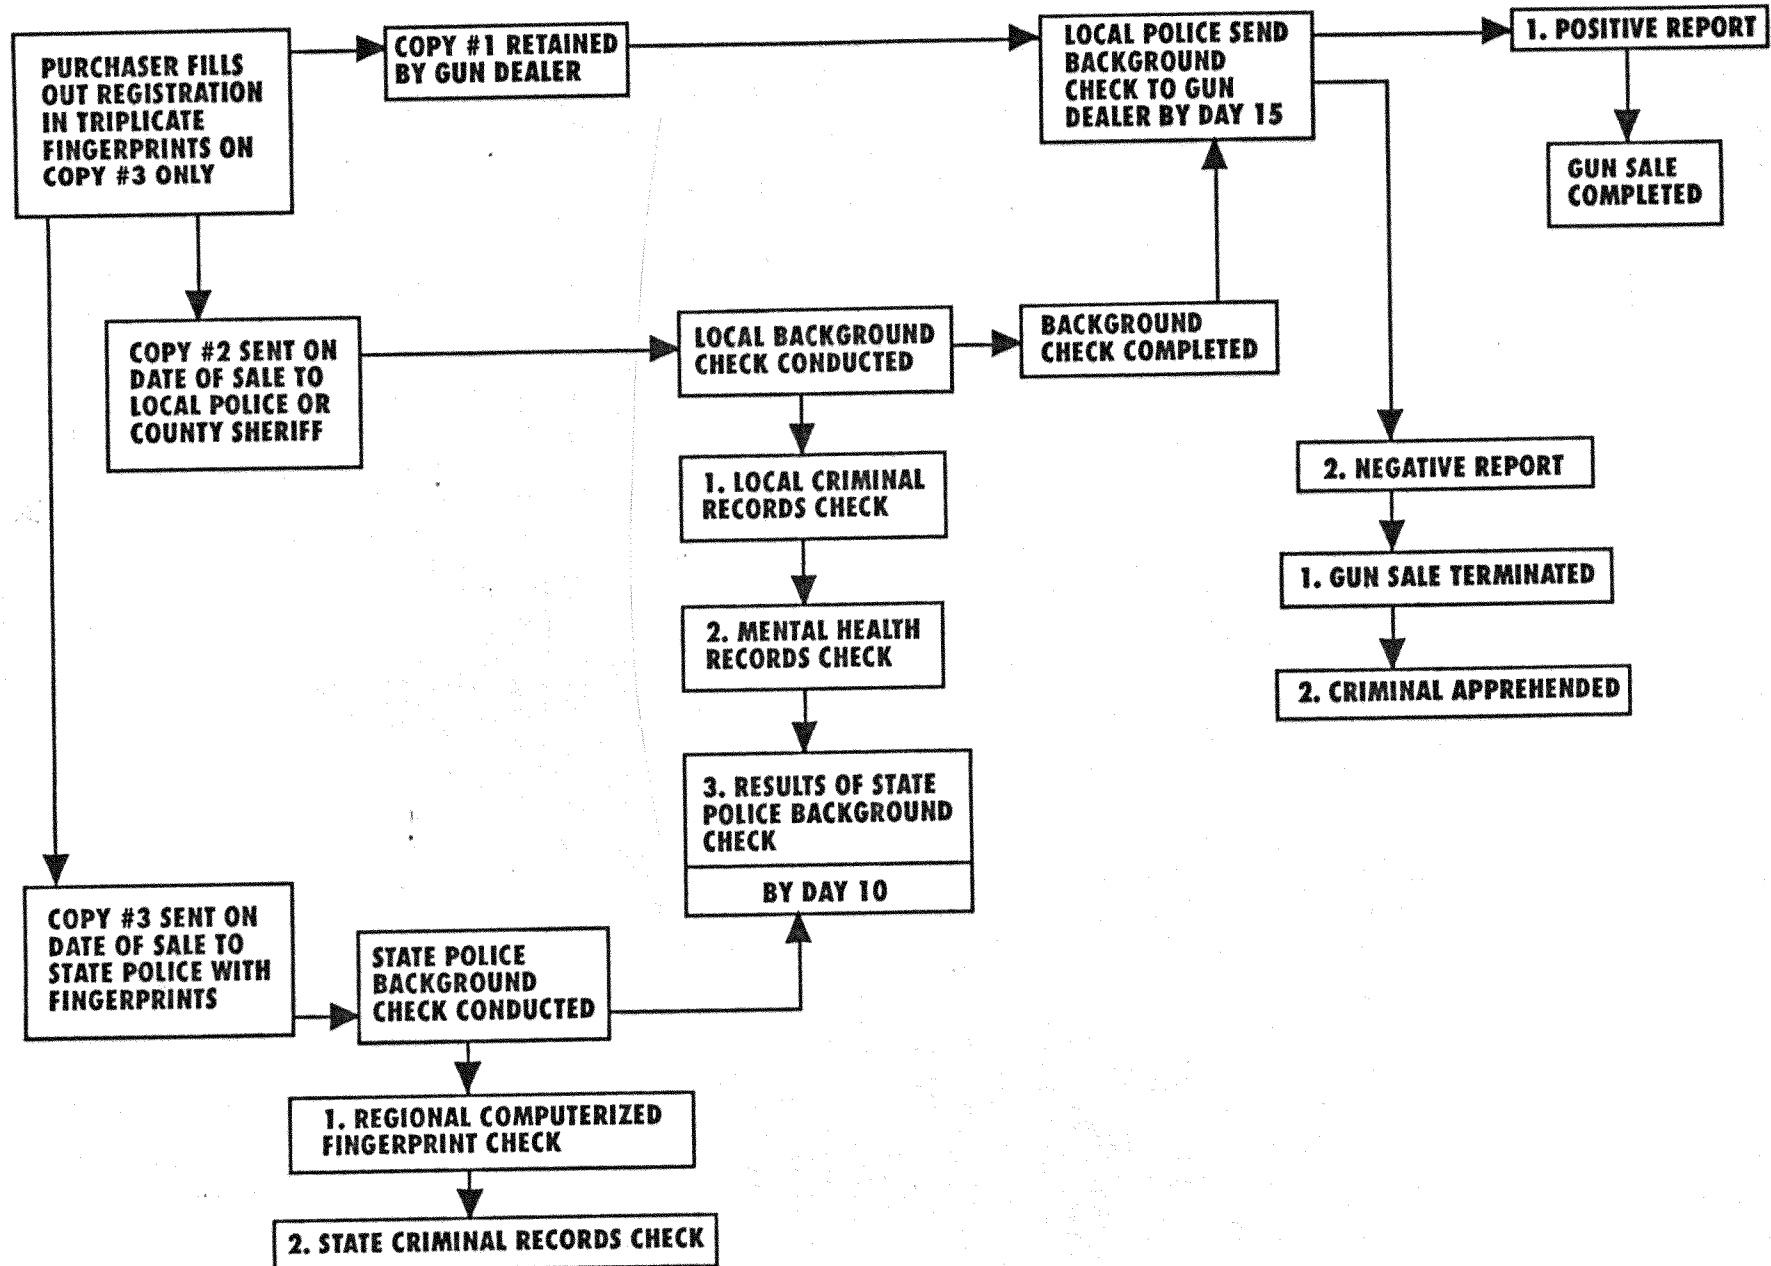 PURCHASER FILLS
OUT REGISTRATION
IN TRIPLICATE
FINGERPRINTS ON
COPY #3 ONLY
COPY #1 RETAINED
BY GUN DEALER
LOCAL POLICE SEND
BACKGROUND
CHECK TO GUN
DEALER BY DAY 15
1. POSITIVE REPORT
GUN SALE
COMPLETED
COPY #2 SENT ON
DATE OF SALE TO
LOCAL POLICE OR
COUNTY SHERIFF
LOCAL BACKGROUND
CHECK CONDUCTED
BACKGROUND
CHECK COMPLETED
1. LOCAL CRIMINAL
RECORDS CHECK
2. MENTAL HEALTH
RECORDS CHECK
3. RESULTS OF STATE
POLICE BACKGROUND
CHECK
BY DAY 10
2. NEGATIVE REPORT
1. GUN SALE TERMINATED
2. CRIMINAL APPREHENDED
COPY #3 SENT ON
DATE OF SALE TO
STATE POLICE WITH
FINGERPRINTS
STATE POLICE
BACKGROUND
CHECK CONDUCTED
1. REGIONAL COMPUTERIZED
FINGERPRINT CHECK
2. STATE CRIMINAL RECORDS CHECK